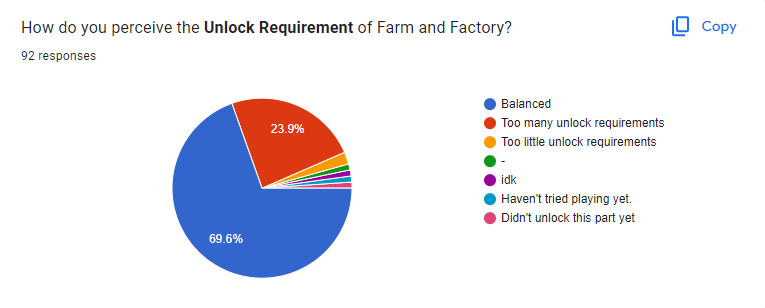 How do you perceive the Unlock Requirement of Farm and Factory?
Copy
92 responses
23.9%
69.6%
Balanced
Too many unlock requirements
Too little unlock requirements
-
idk
Haven't tried playing yet.
Didn't unlock this part yet